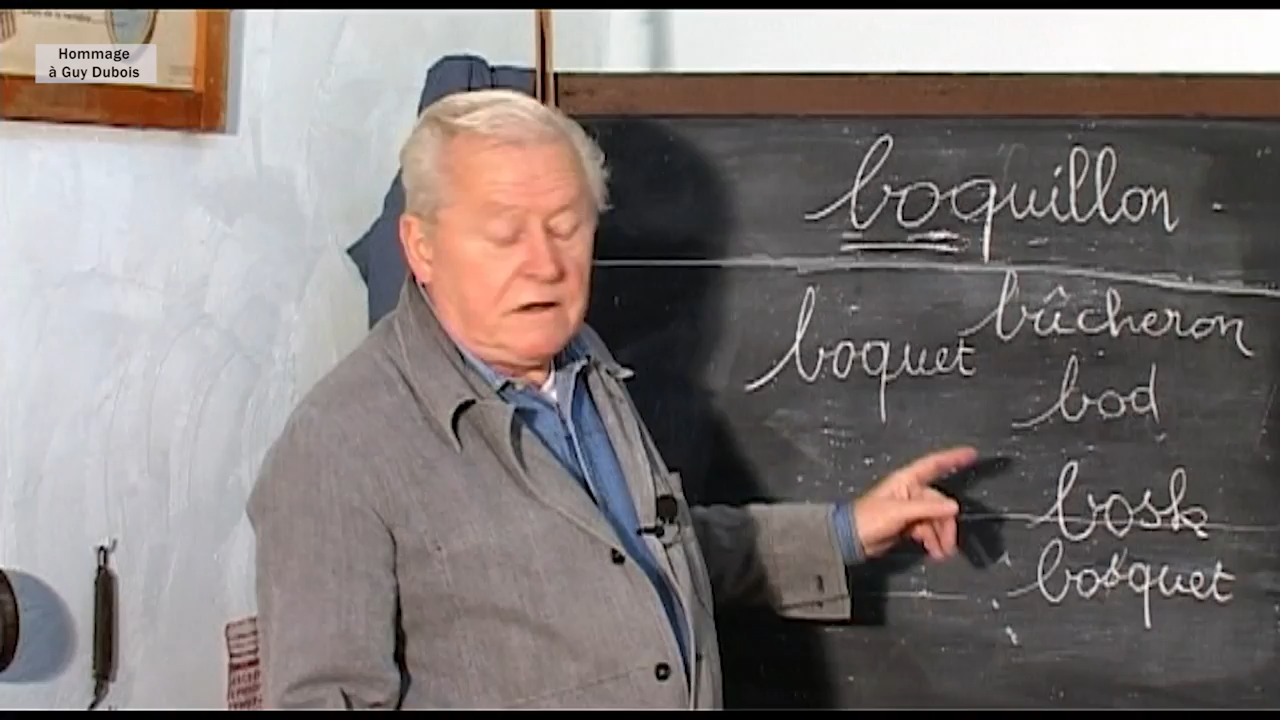 Hommage
à Guy Dubois
boquillon
bûcheron
boquet
bod
bosk
bosquet